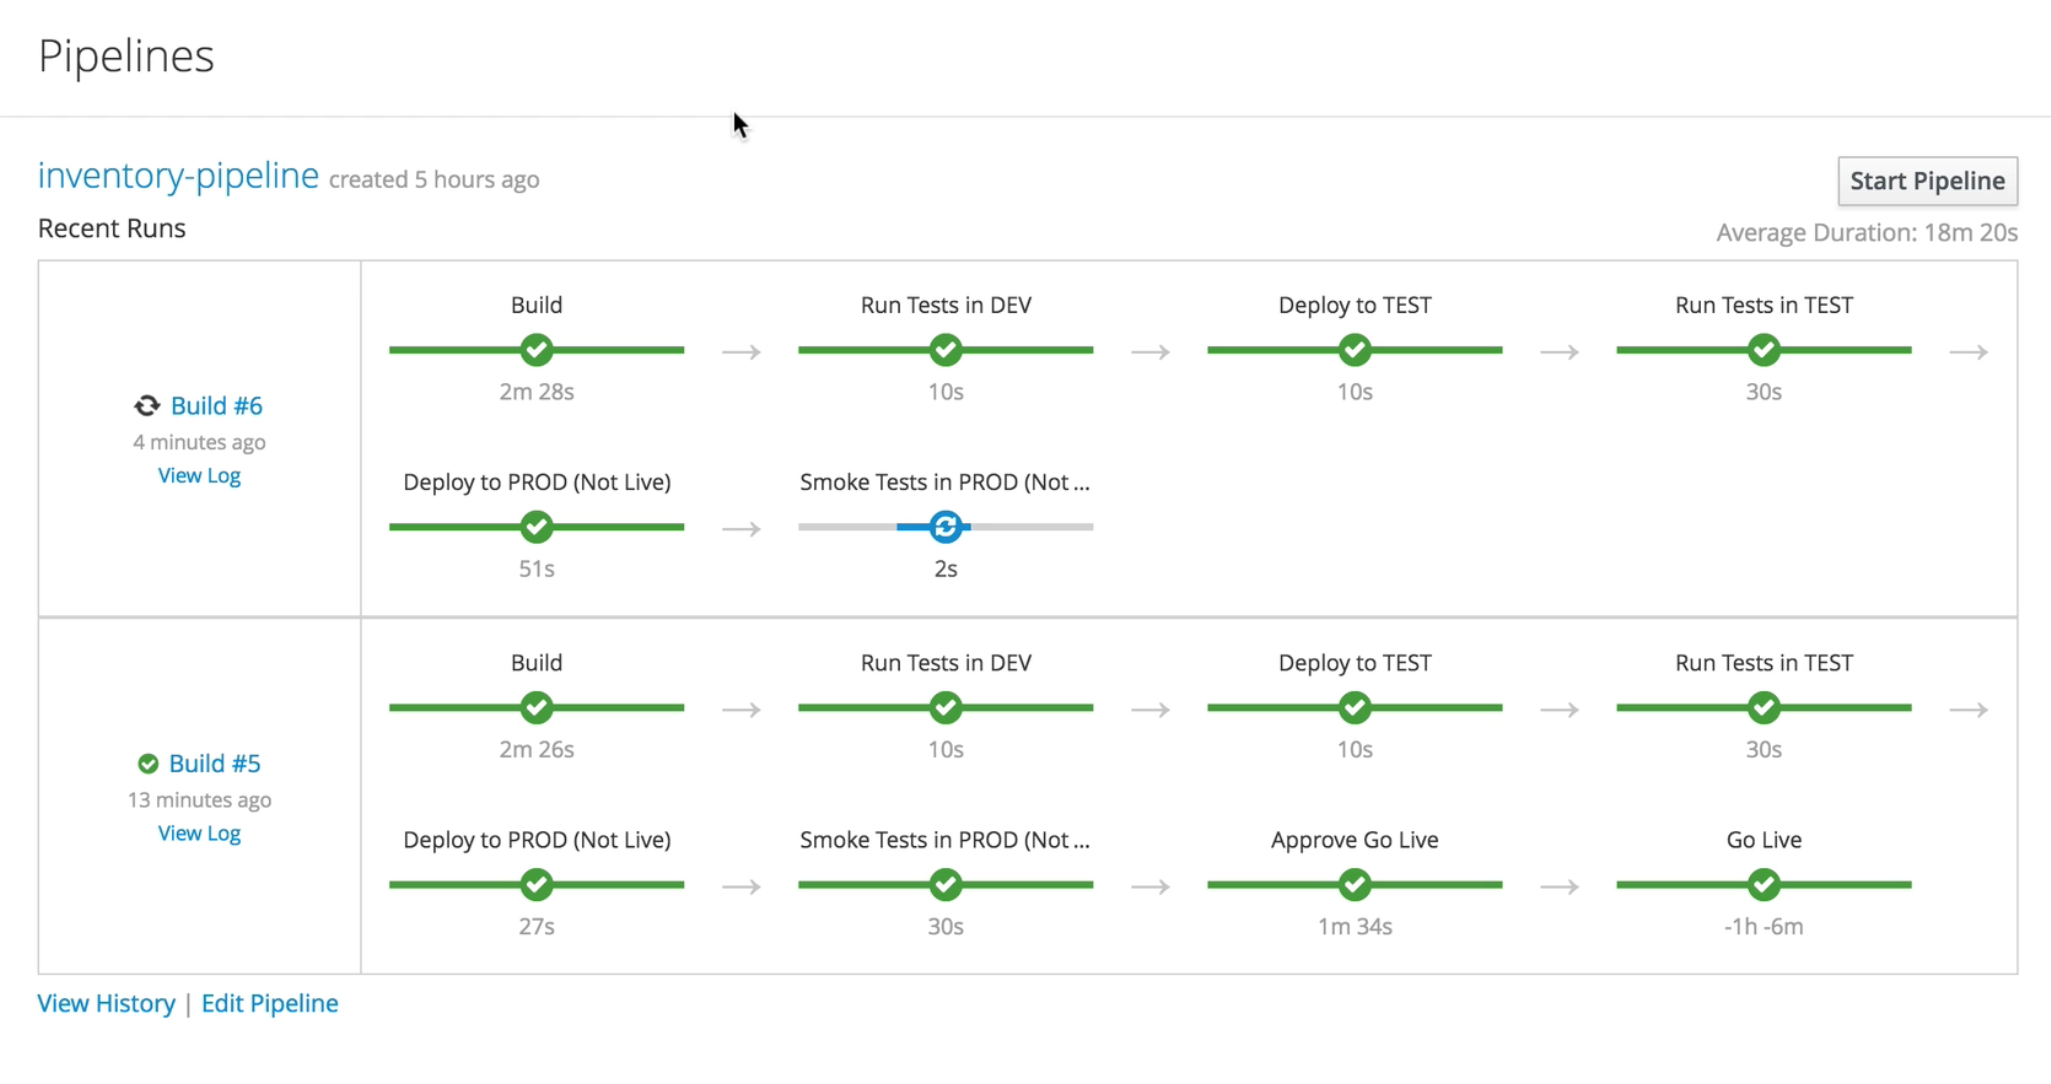 Pipelines
inventory-pipeline created 5 hours ago
Start Pipeline
Recent Runs
Average Duration: 18m 20s
Build #6
4 minutes ago
View Log
Build
Run Tests in DEV
Deploy to TEST
Run Tests in TEST
2m 28s
10s
10s
30s
Deploy to PROD (Not Live)
Smoke Tests in PROD (Not ...
51s
2s
Build #5
13 minutes ago
View Log
Build
Run Tests in DEV
Deploy to TEST
Run Tests in TEST
2m 26s
10s
10s
30s
Deploy to PROD (Not Live)
Smoke Tests in PROD (Not ...
Approve Go Live
Go Live
27s
30s
1m 34s
-1h -6m
View History | Edit Pipeline